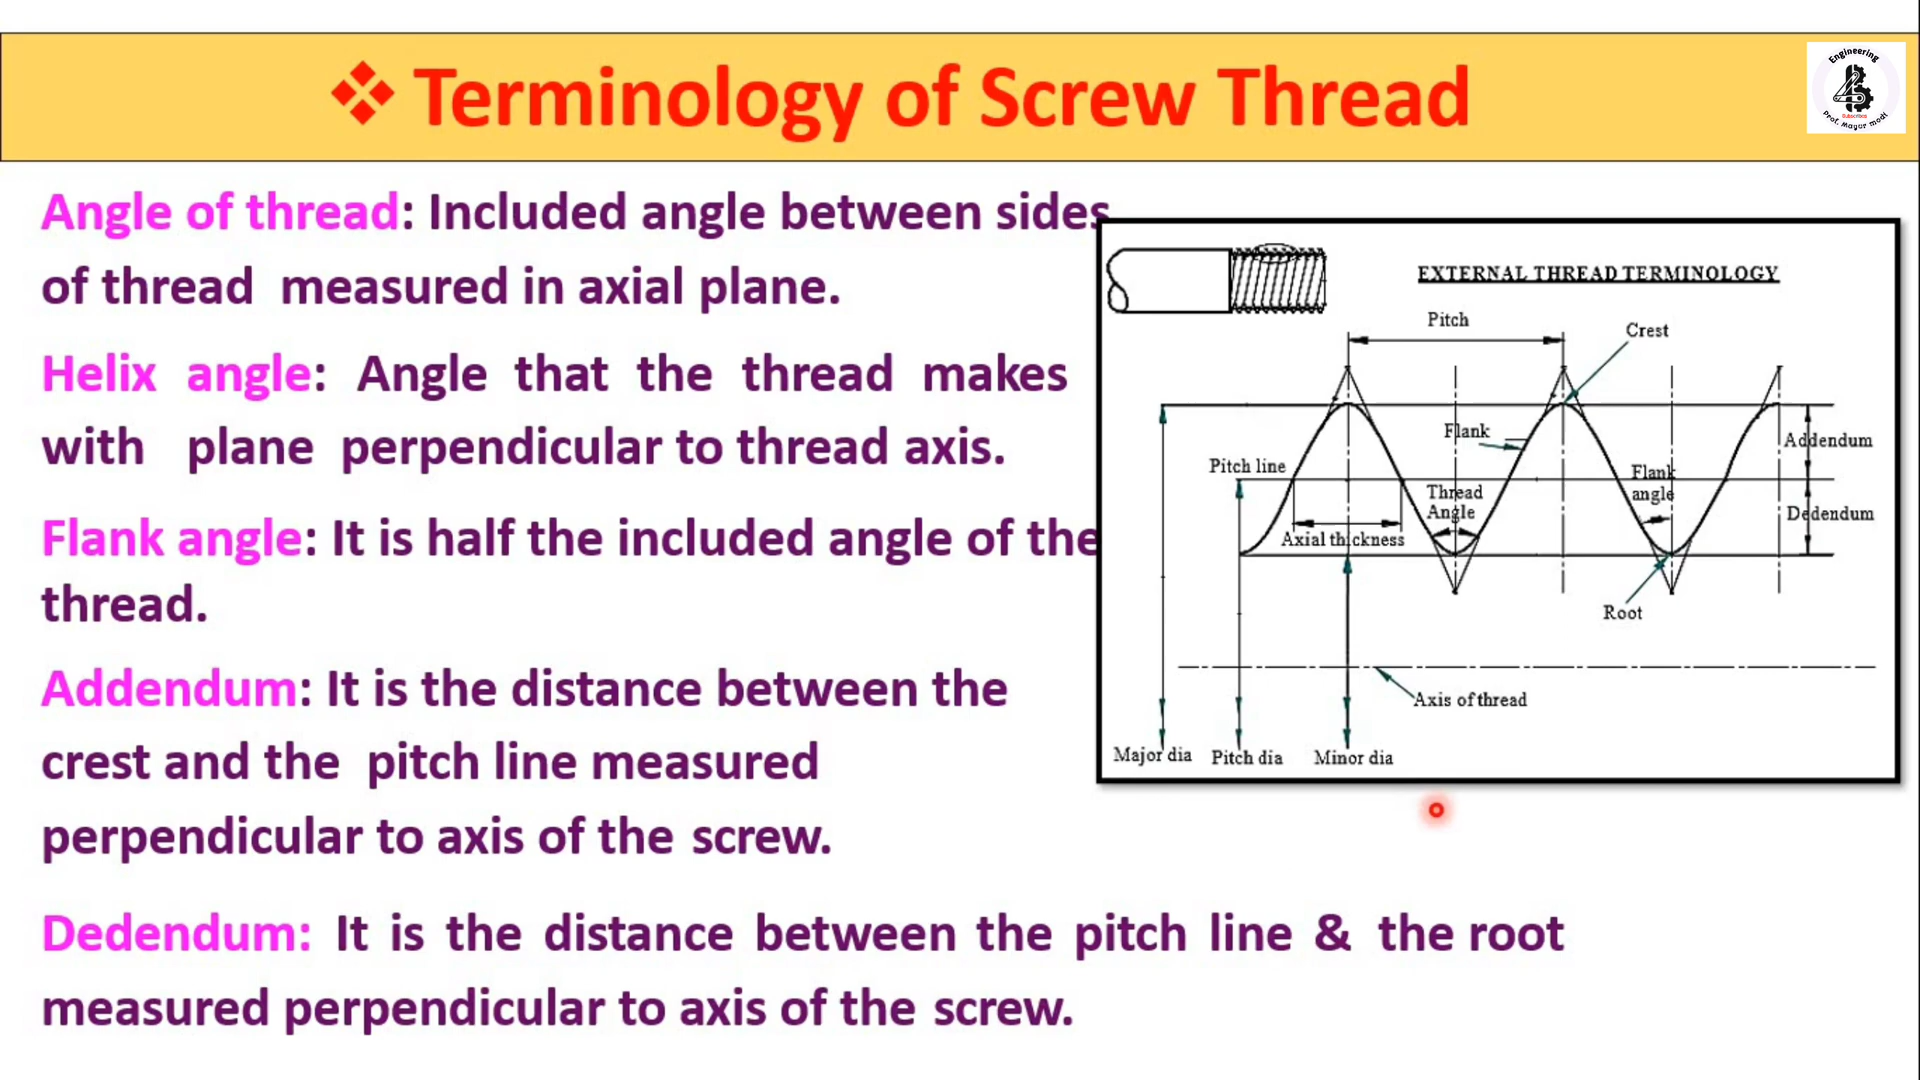 ❖ Terminology of Screw Thread
Engineering
Subscribe
Prof. Mayur modi
Angle of thread: Included angle between sides
of thread measured in axial plane.
Helix angle: Angle that the thread makes
with plane perpendicular to thread axis.
Flank angle: It is half the included angle of the
thread.
Addendum: It is the distance between the
crest and the pitch line measured
perpendicular to axis of the screw.
Dedendum: It is the distance between the pitch line & the root
measured perpendicular to axis of the screw.
EXTERNAL THREAD TERMINOLOGY
Pitch
Crest
Flank
Addendum
Pitch line
Flank
angle
Thread
Angle
Dedendum
Axial thickness
Root
Axis of thread
Major dia
Pitch dia
Minor dia